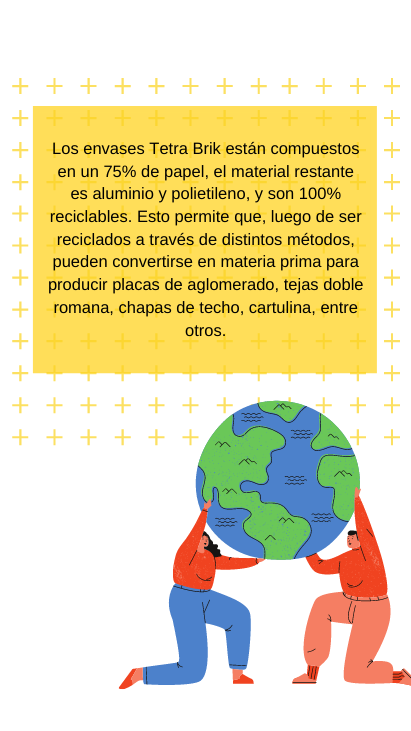 Los envases Tetra Brik están compuestos
en un 75% de papel, el material restante
es aluminio y polietileno, y son 100%
reciclables. Esto permite que, luego de ser
reciclados a través de distintos métodos,
pueden convertirse en materia prima para
producir placas de aglomerado, tejas doble
romana, chapas de techo, cartulina, entre
otros.